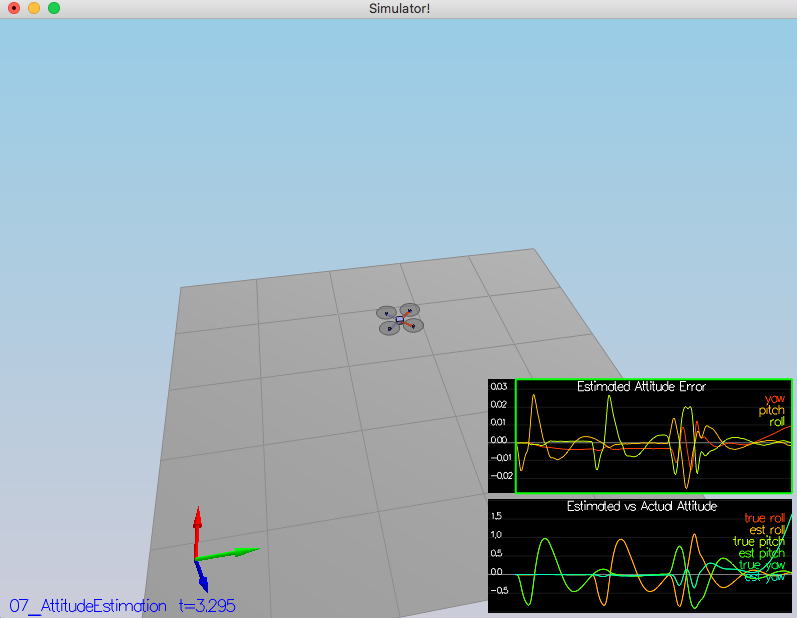 Simulator!
Estimated Attitude Error
0.03
0.02
0.01
0.00
-0.01
-0.02
yaw
pitch
roll
Estimated vs Actual Attitude
1.5
1.0
0.5
0.0
-0.5
true roll
est roll
true pitch
est pitch
true yaw
est yaw
07_AttitudeEstimation t=3.295